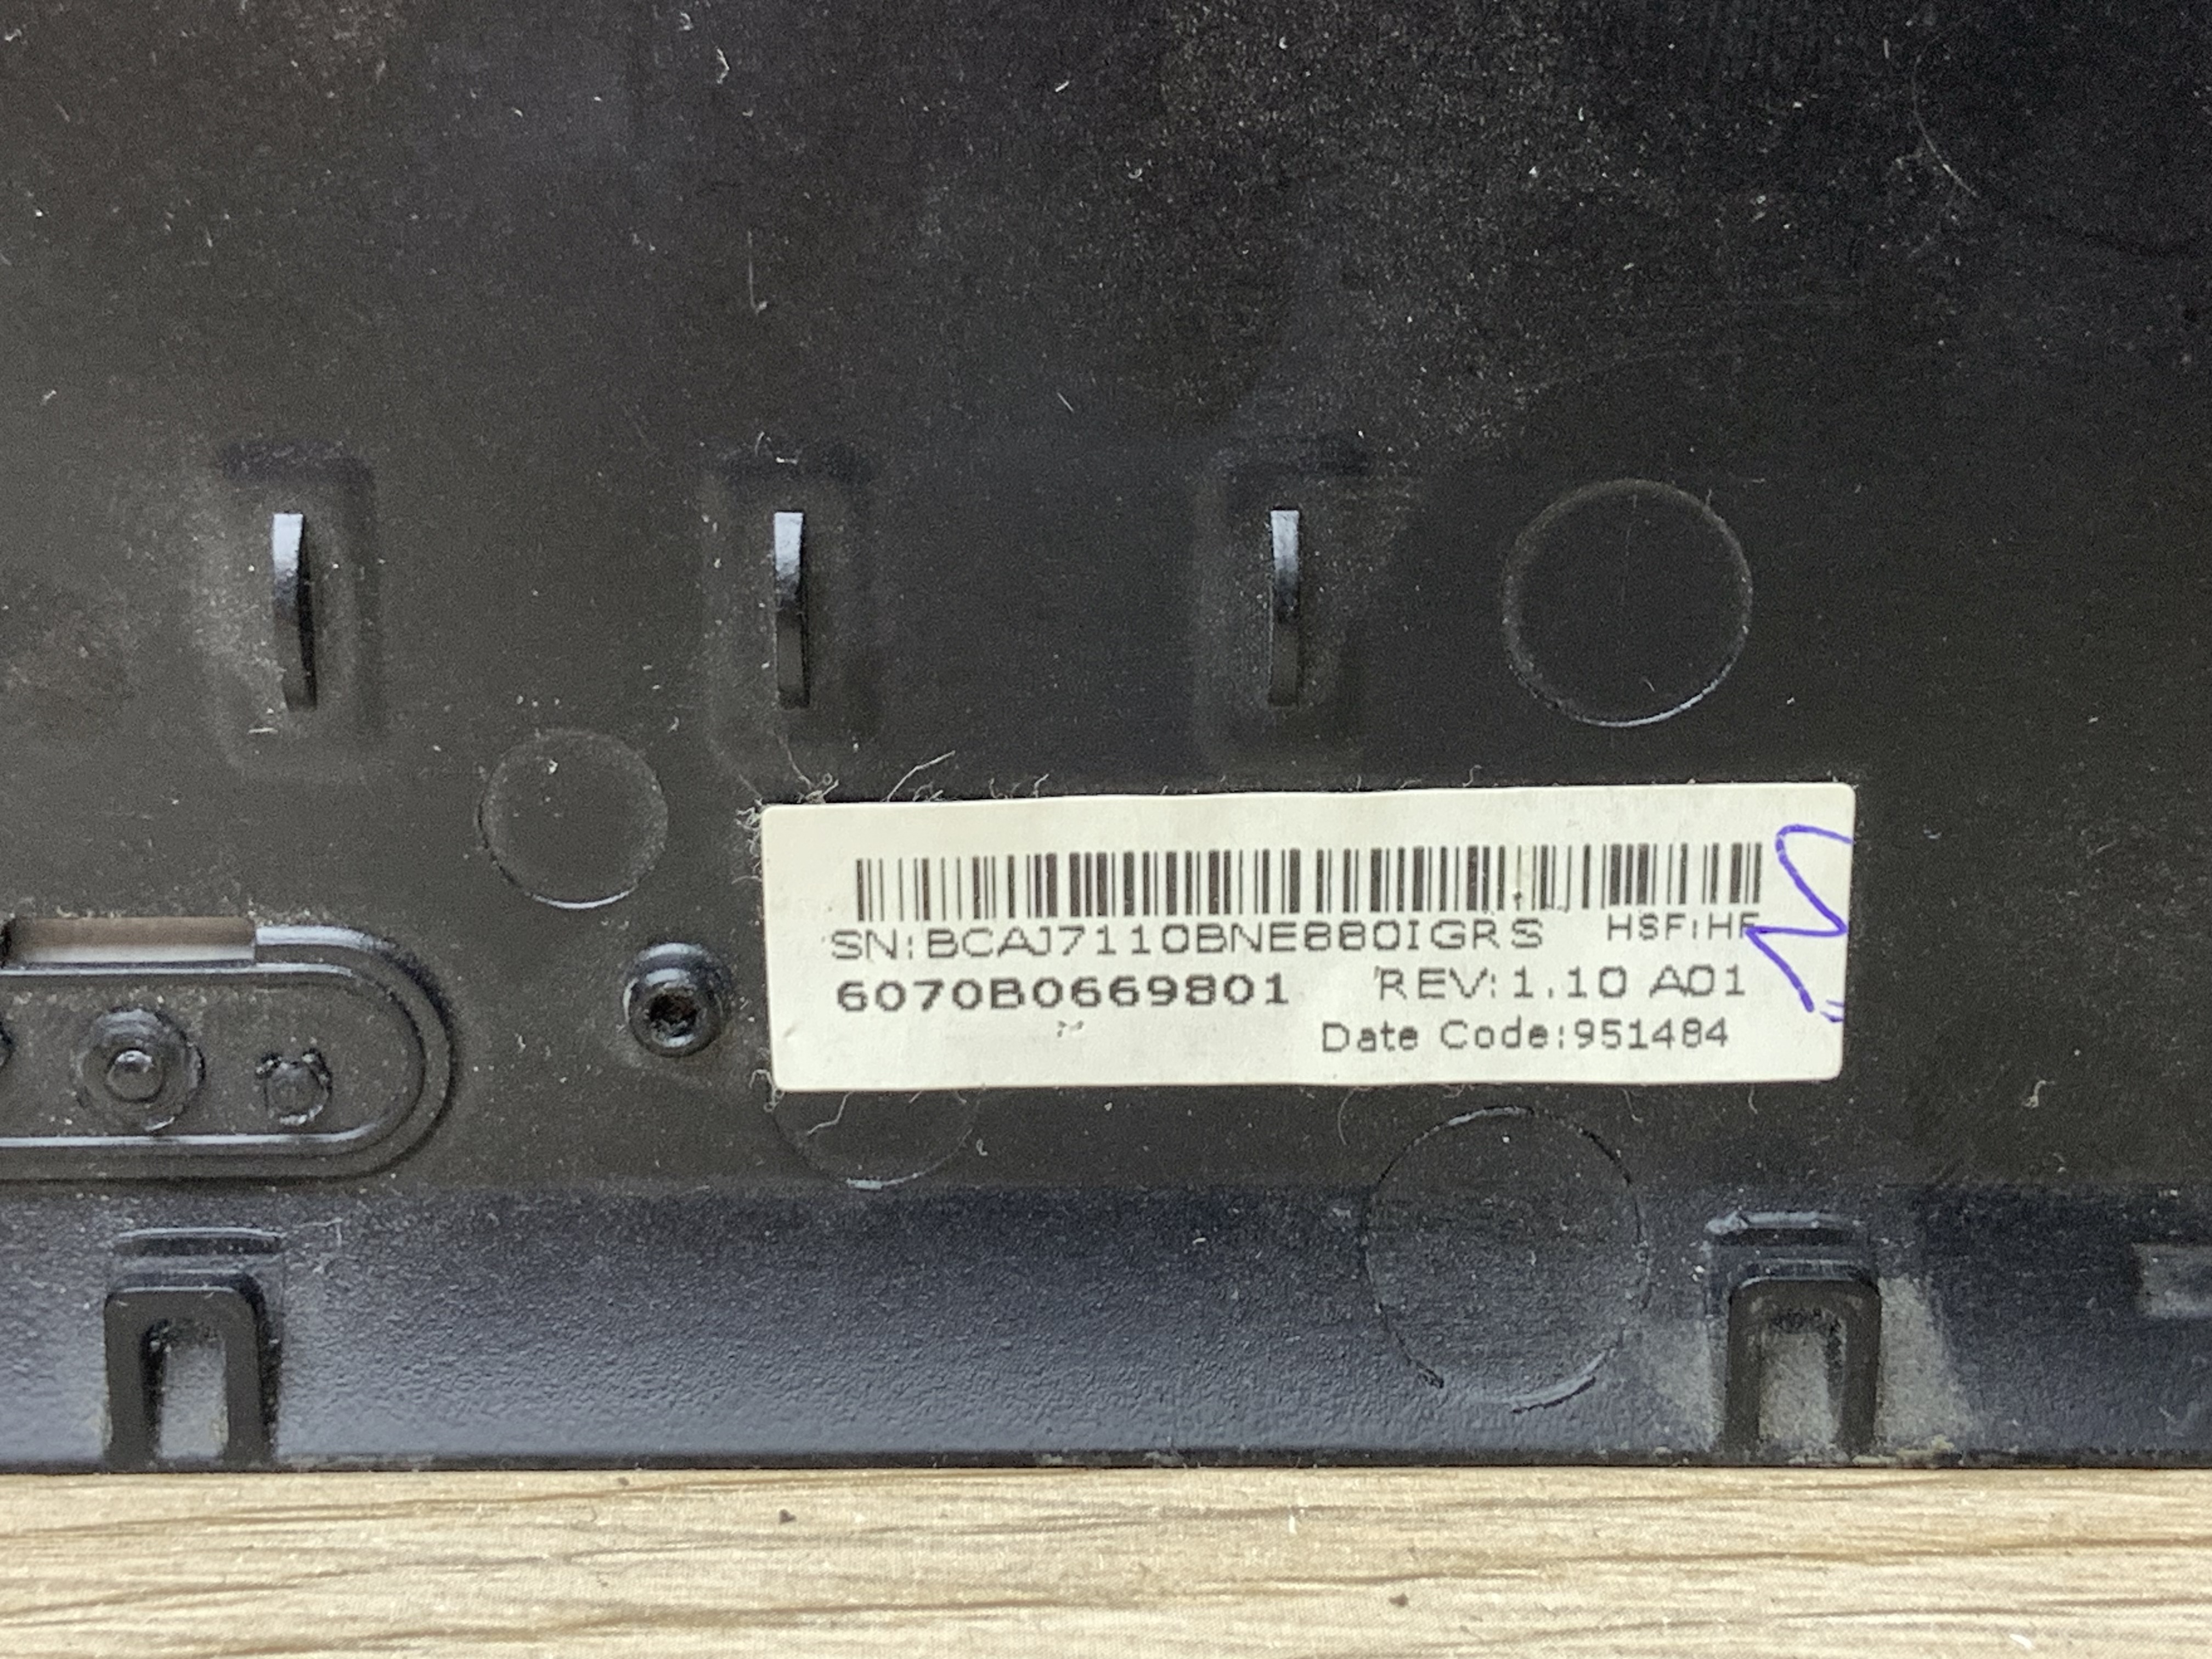 SN:BCAJ7110BNE880IGRS HSF:HF
6070B0669801 REV:1.10 A01
Date Code:951484